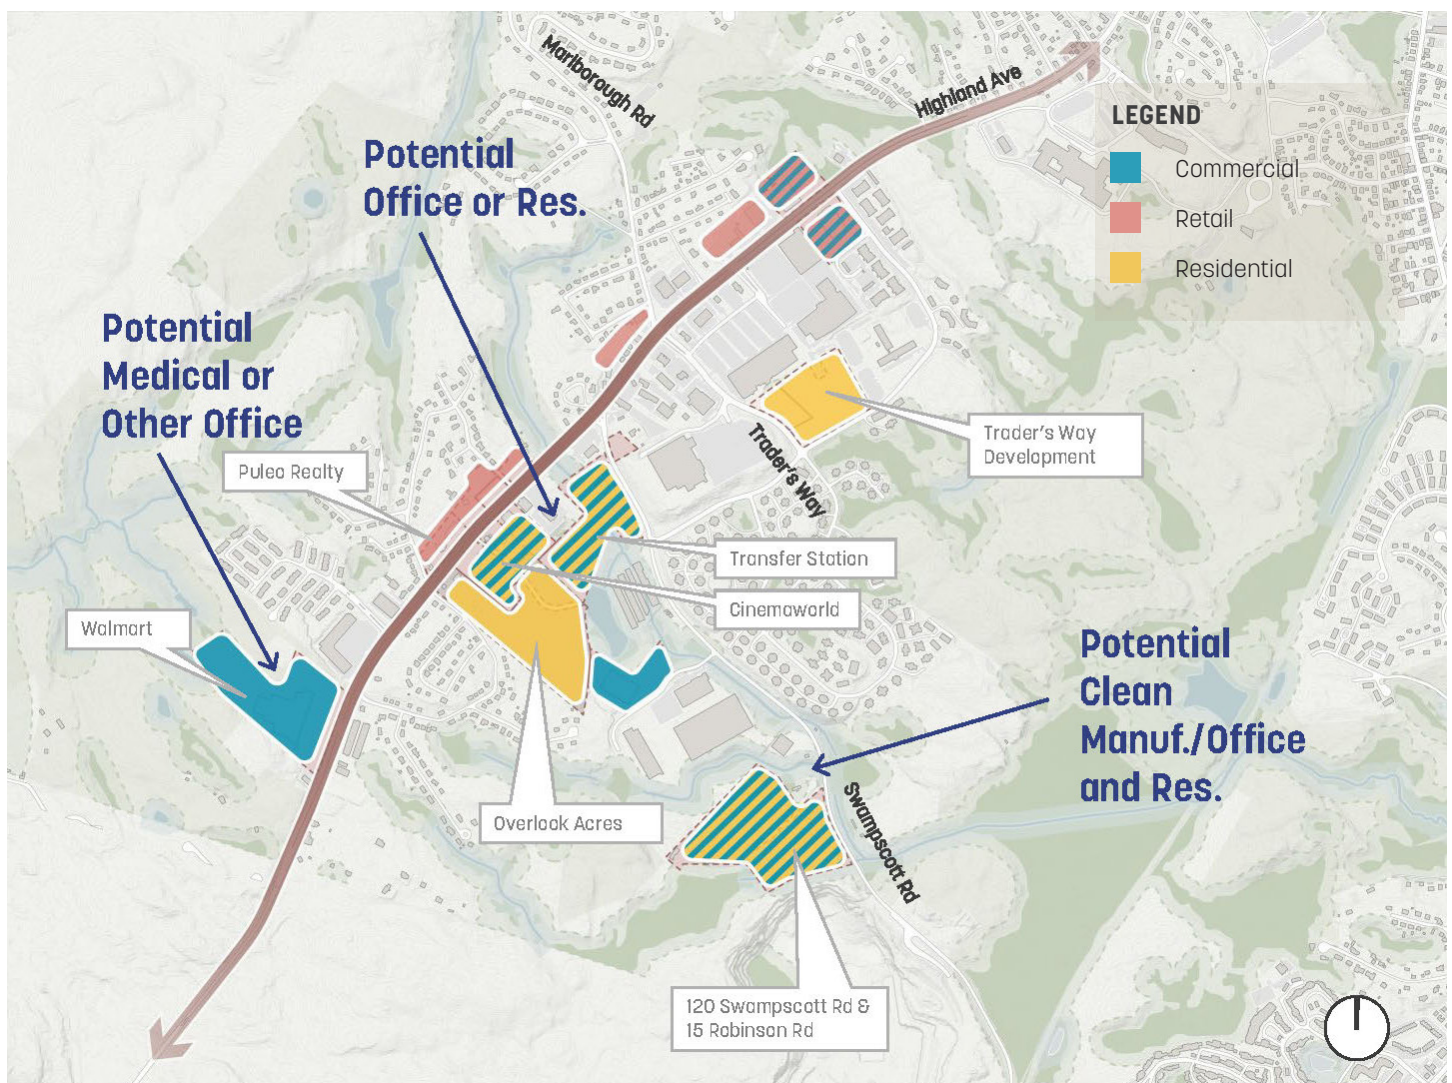 Marlborough Rd
Highland Ave
LEGEND
Commercial
Retail
Residential
Potential
Office or Res.
Potential
Medical or
Other Office
Puleo Realty
Trader's Way
Development
Trader's Way
Transfer Station
Cinemaworld
Walmart
Potential
Clean
Manuf./Office
and Res.
Overlook Acres
Swampscott Rd
120 Swampscott Rd &
15 Robinson Rd